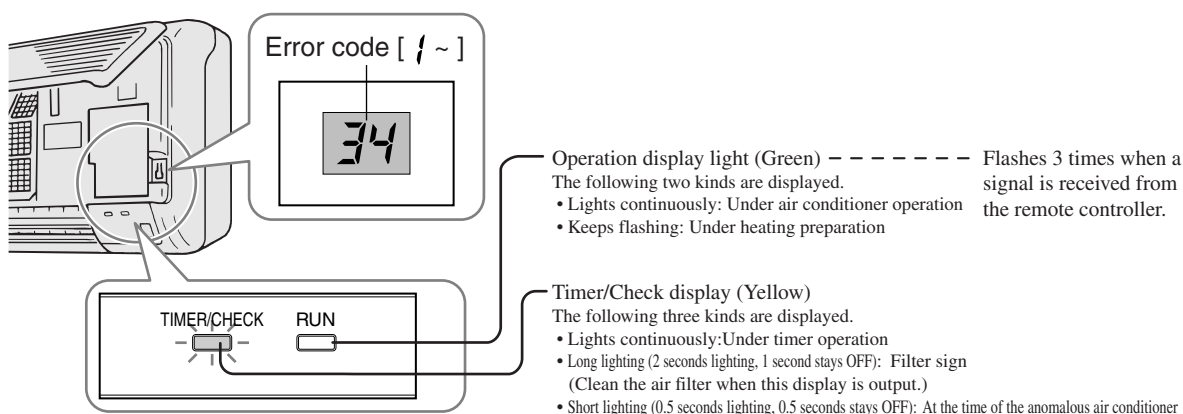 Error code [ 1 ~ ]
34
Operation display light (Green) – – – – – – – Flashes 3 times when a
signal is received from
the remote controller.
The following two kinds are displayed.
• Lights continuously: Under air conditioner operation
• Keeps flashing: Under heating preparation
Timer/Check display (Yellow)
The following three kinds are displayed.
• Lights continuously:Under timer operation
• Long lighting (2 seconds lighting, 1 second stays OFF): Filter sign
(Clean the air filter when this display is output.)
• Short lighting (0.5 seconds lighting, 0.5 seconds stays OFF): At the time of the anomalous air conditioner
TIMER/CHECK RUN